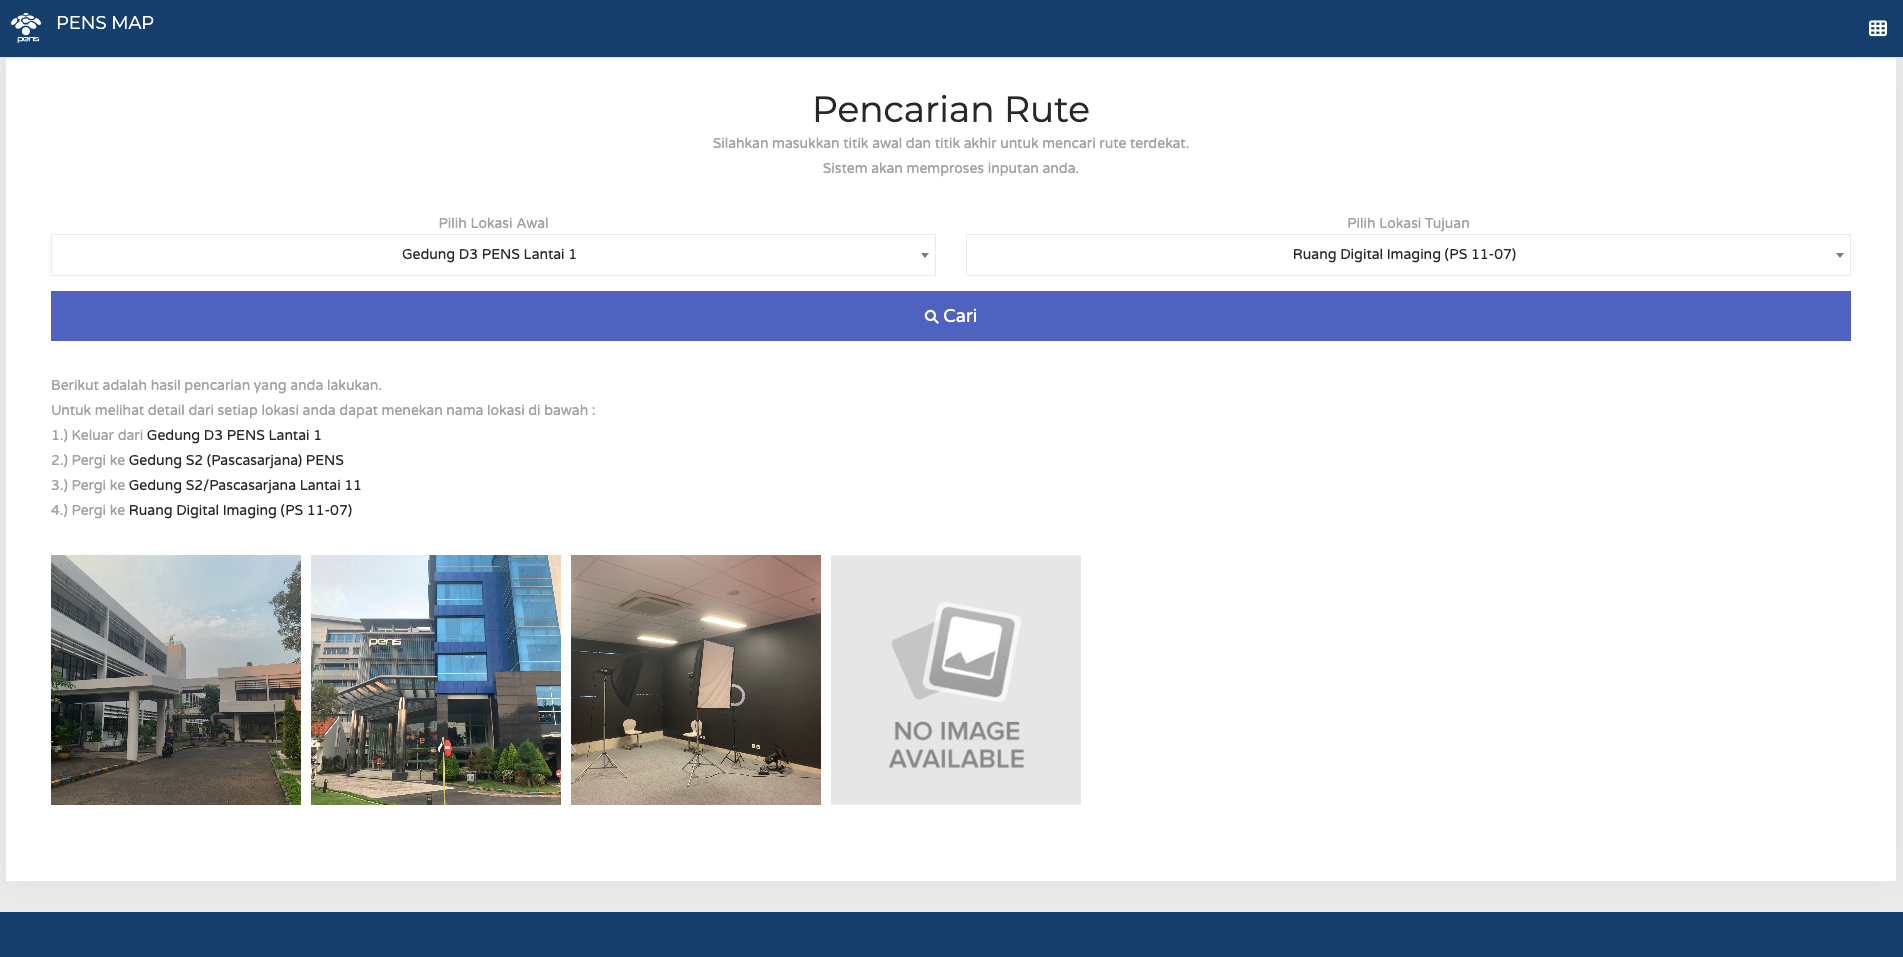 pens
PENS MAP
Pencarian Rute
Silahkan masukkan titik awal dan titik akhir untuk mencari rute terdekat.
Sistem akan memproses inputan anda.
Pilih Lokasi Awal
Gedung D3 PENS Lantai 1
Pilih Lokasi Tujuan
Ruang Digital Imaging (PS 11-07)
Cari
Berikut adalah hasil pencarian yang anda lakukan.
Untuk melihat detail dari setiap lokasi anda dapat menekan nama lokasi di bawah :
1.) Keluar dari Gedung D3 PENS Lantai 1
2.) Pergi ke Gedung S2 (Pascasarjana) PENS
3.) Pergi ke Gedung S2/Pascasarjana Lantai 11
4.) Pergi ke Ruang Digital Imaging (PS 11-07)
pens
NO IMAGE
AVAILABLE